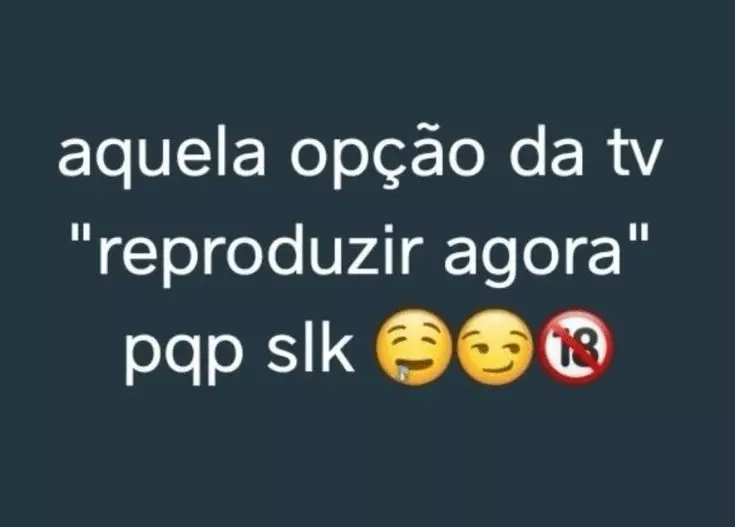 aquela opção da tv
"reproduzir agora"
pqp slk 🤤😏🔞